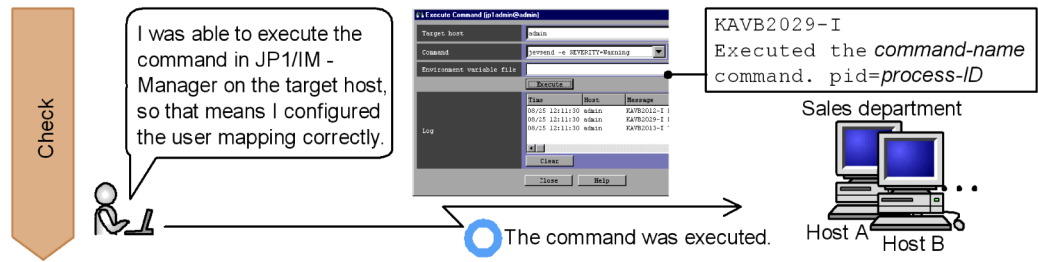 Check
I was able to execute the
command in JP1/IM -
Manager on the target host,
so that means I configured
the user mapping correctly.
Execute Command [jp1admin@admin]
Target host
admin
Command
jevsend -e SEVERITY=Warning
Environment variable file
Execute
Log
Time Host Message
08/25 12:11:30 admin KAVB2012-I
08/25 12:11:30 admin KAVB2029-I
08/25 12:11:30 admin KAVB2013-I
Clear
Close Help
KAVB2029-I
Executed the command-name
command. pid=process-ID
Sales department
...
Host A
Host B
The command was executed.